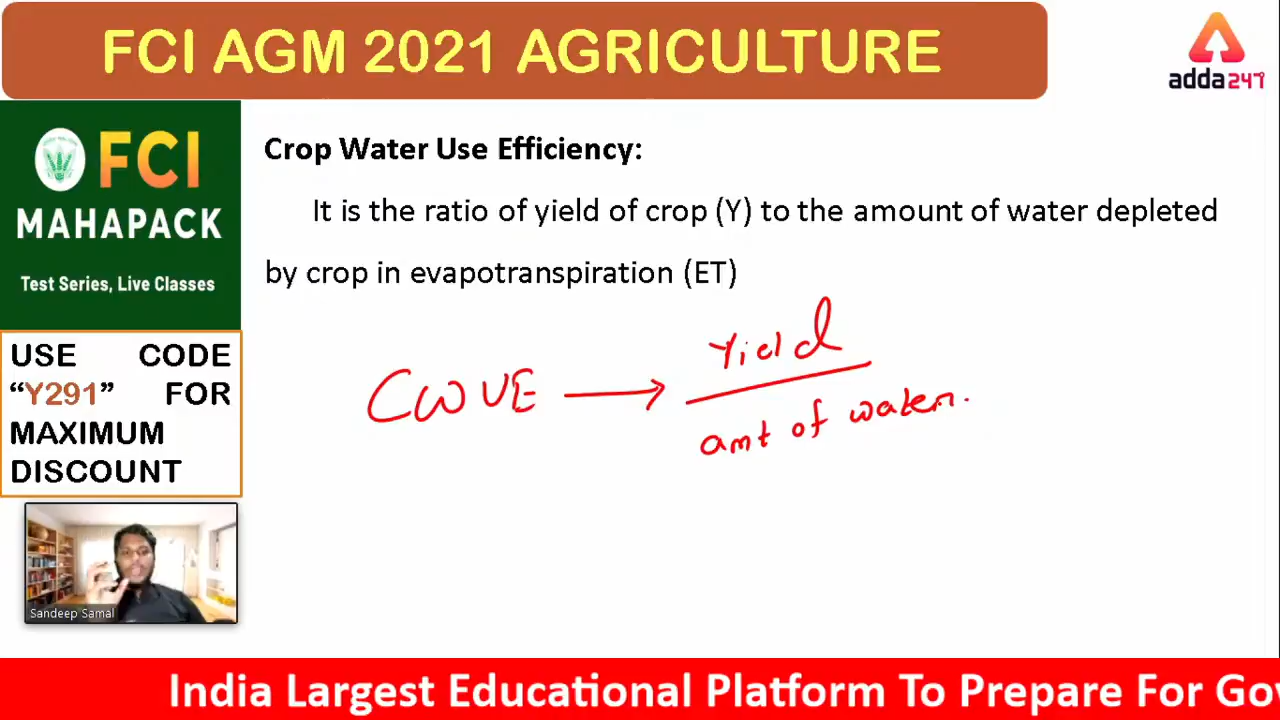 FCI AGM 2021 AGRICULTURE
adda247
FCI
MAHAPACK
Test Series, Live Classes
USE CODE
“Y291” FOR
MAXIMUM
DISCOUNT
Sandeep Samal
Crop Water Use Efficiency:
It is the ratio of yield of crop (Y) to the amount of water depleted
by crop in evapotranspiration (ET)
CWUE → Yield
amt of water.
India Largest Educational Platform To Prepare For Gov